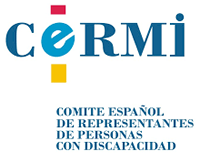 CeRMi
COMITE ESPAÑOL
DE REPRESENTANTES
DE PERSONAS
CON DISCAPACIDAD